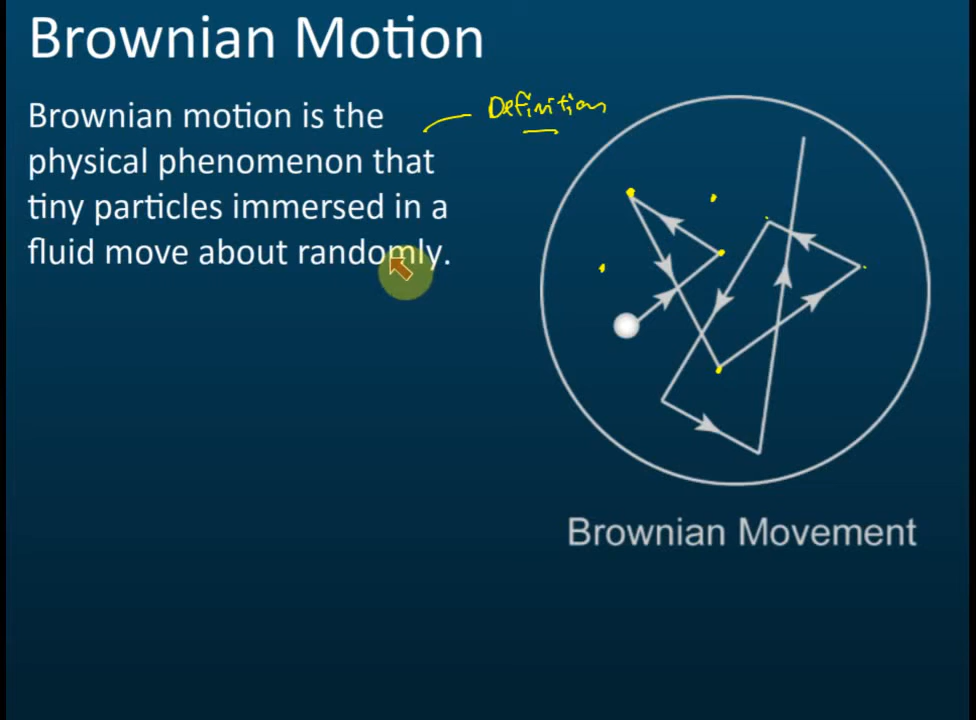 Brownian Motion
Brownian motion is the
physical phenomenon that
tiny particles immersed in a
fluid move about randomly.
Definition
Brownian Movement